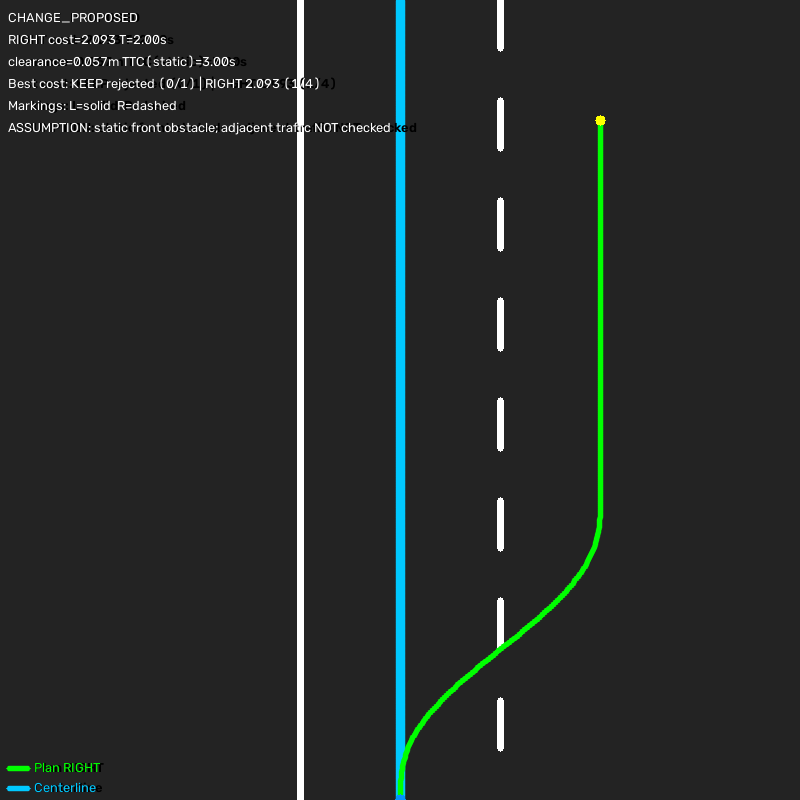 CHANGE_PROPOSED
RIGHT cost=2.093 T=2.00s
clearance=0.057m TTC(static)=3.00s
Best cost: KEEP rejected (0/1) | RIGHT 2.093 (1/4)
Markings: L=solid R=dashed
ASSUMPTION: static front obstacle; adjacent traffic NOT checked
Plan RIGHT
Centerline